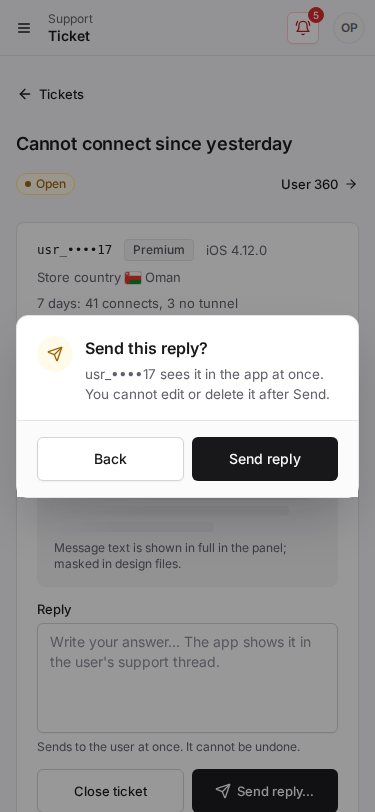 Support
Ticket
5
OP
Tickets
Cannot connect since yesterday
Open
User 360
usr_••••17
Premium
iOS 4.12.0
Store country Oman
7 days: 41 connects, 3 no tunnel
Send this reply?
usr_••••17 sees it in the app at once.
You cannot edit or delete it after Send.
Back
Send reply
Message text is shown in full in the panel;
masked in design files.
Reply
Write your answer… The app shows it in
the user's support thread.
Sends to the user at once. It cannot be undone.
Close ticket
Send reply…